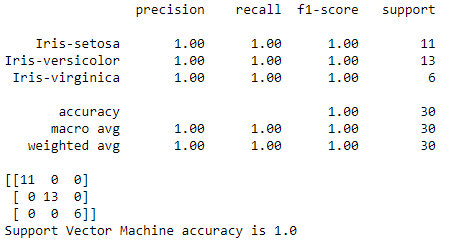 precision recall f1-score support
Iris-setosa 1.00 1.00 1.00 11
Iris-versicolor 1.00 1.00 1.00 13
Iris-virginica 1.00 1.00 1.00 6
accuracy 1.00 30
macro avg 1.00 1.00 1.00 30
weighted avg 1.00 1.00 1.00 30
[[11 0 0]
[ 0 13 0]
[ 0 0 6]]
Support Vector Machine accuracy is 1.0